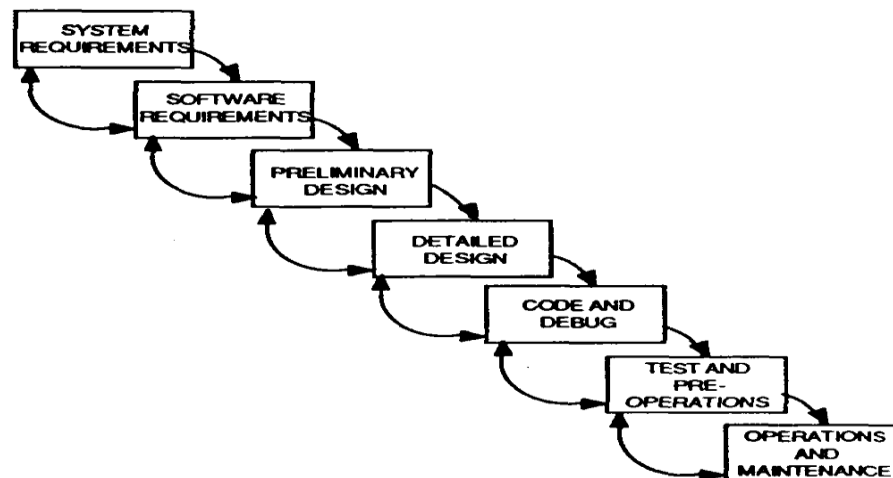 SYSTEM
REQUIREMENTS
SOFTWARE
REQUIREMENTS
PRELIMINARY
DESIGN
DETAILED
DESIGN
CODE AND
DEBUG
TEST AND
PRE-
OPERATIONS
OPERATIONS
AND
MAINTENANCE